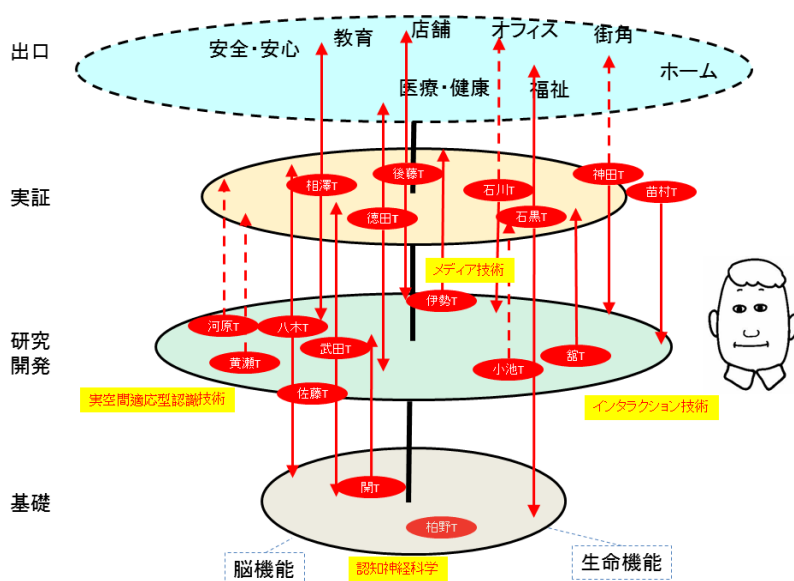 出口
安全・安心
教育
店舗
オフィス
街角
ホーム
医療・健康
福祉
実証
相澤T
後藤T
石川T
神田T
苗村T
徳田T
石黒T
メディア技術
伊勢T
研究
開発
河原T
八木T
武田T
黄瀬T
小池T
舘T
佐藤T
実空間適応型認識技術
インタラクション技術
基礎
開T
柏野T
脳機能
認知神経科学
生命機能